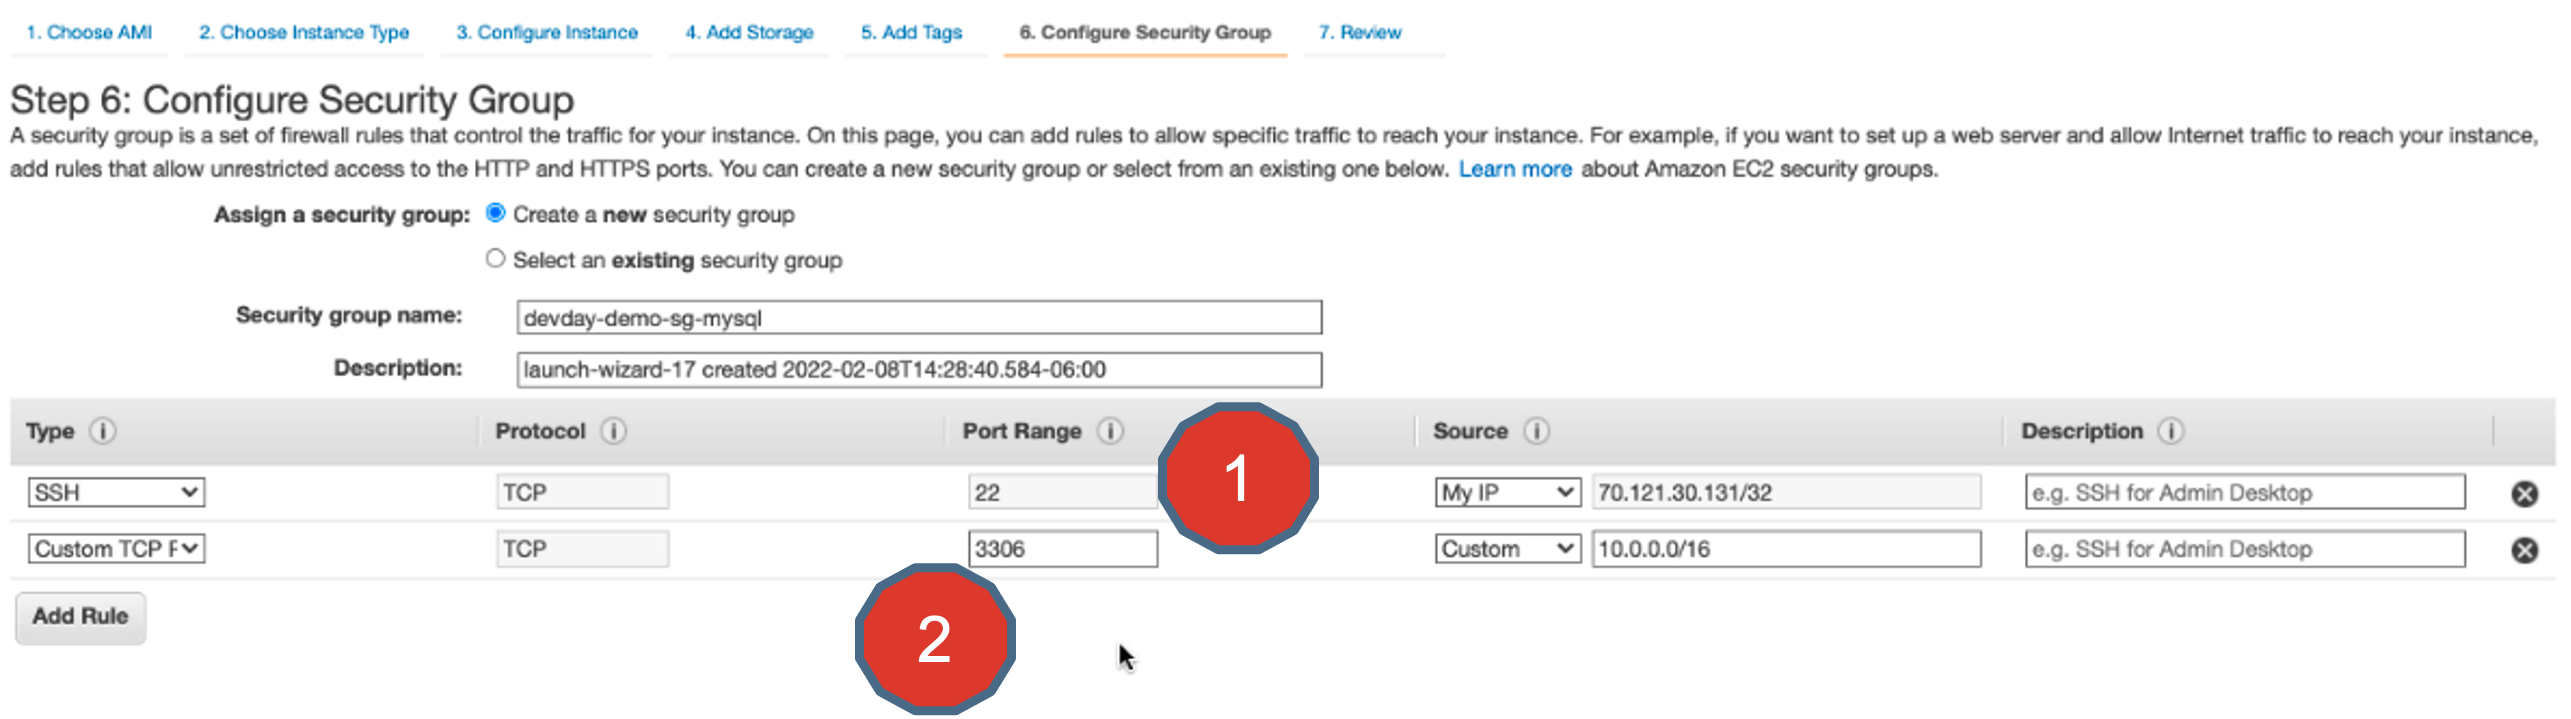 1. Choose AMI 2. Choose Instance Type 3. Configure Instance 4. Add Storage 5. Add Tags 6. Configure Security Group 7. Review
Step 6: Configure Security Group
A security group is a set of firewall rules that control the traffic for your instance. On this page, you can add rules to allow specific traffic to reach your instance. For example, if you want to set up a web server and allow Internet traffic to reach your instance,
add rules that allow unrestricted access to the HTTP and HTTPS ports. You can create a new security group or select from an existing one below. Learn more about Amazon EC2 security groups.
Assign a security group: Create a new security group
Select an existing security group
Security group name: devday-demo-sg-mysql
Description: launch-wizard-17 created 2022-02-08T14:28:40.584-06:00
Type i Protocol i Port Range i Source i Description i
1
SSH TCP 22 My IP 70.121.30.131/32 e.g. SSH for Admin Desktop
Custom TCP F TCP 3306 Custom 10.0.0.0/16 e.g. SSH for Admin Desktop
Add Rule
2